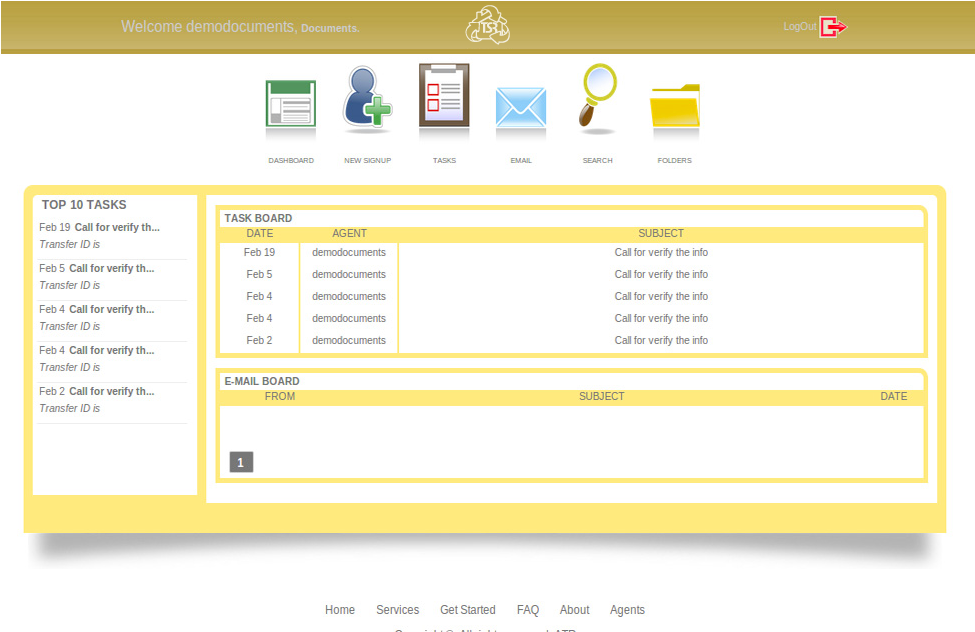 Welcome demodocuments, Documents.
TSR
LogOut
DASHBOARD NEW SIGNUP TASKS EMAIL SEARCH FOLDERS
TOP 10 TASKS
Feb 19 Call for verify th...
Transfer ID is
Feb 5 Call for verify th...
Transfer ID is
Feb 4 Call for verify th...
Transfer ID is
Feb 4 Call for verify th...
Transfer ID is
Feb 2 Call for verify th...
Transfer ID is
TASK BOARD
DATE AGENT SUBJECT
Feb 19 demodocuments Call for verify the info
Feb 5 demodocuments Call for verify the info
Feb 4 demodocuments Call for verify the info
Feb 4 demodocuments Call for verify the info
Feb 2 demodocuments Call for verify the info
E-MAIL BOARD
FROM SUBJECT DATE
1
Home Services Get Started FAQ About Agents